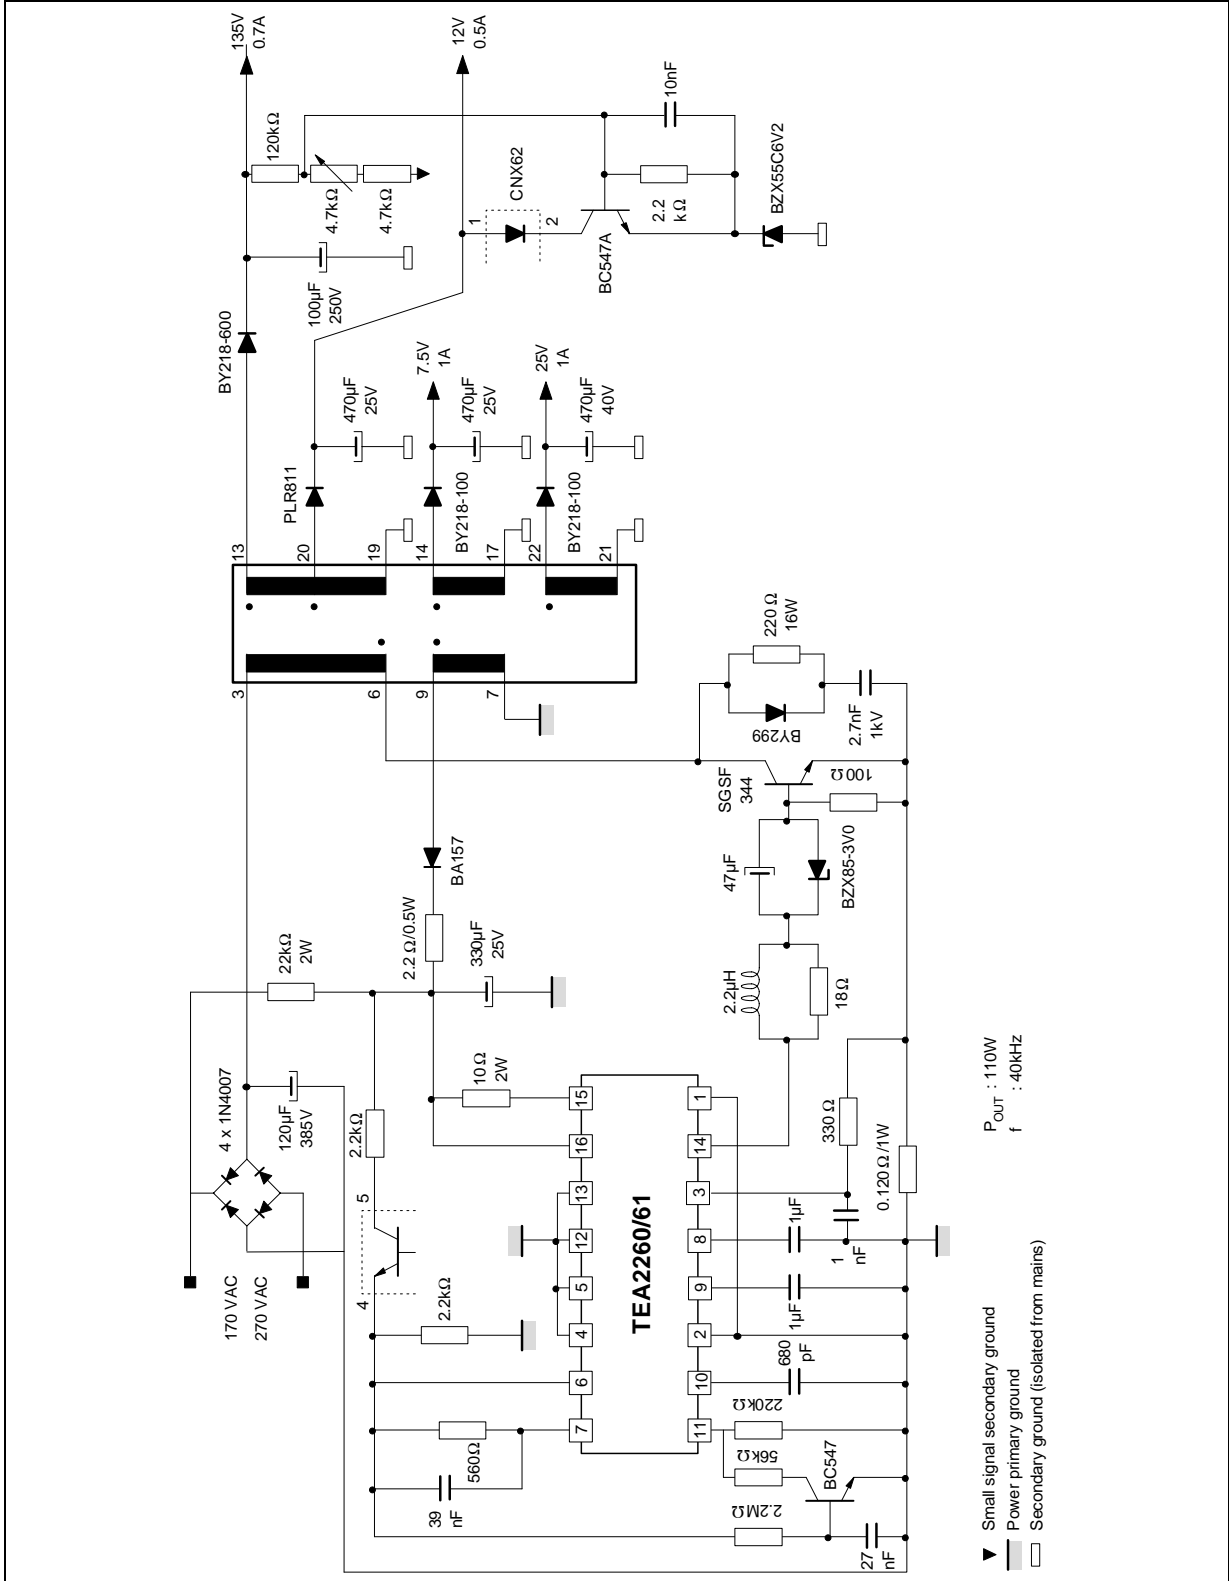 135V
0.7A
12V
0.5A
120kΩ
4.7kΩ
4.7kΩ
10nF
CNX62
1
2
2.2
kΩ
BC547A
BZX55C6V2
100µF
250V
BY218-600
470µF
25V
7.5V
1A
470µF
25V
25V
1A
470µF
40V
PLR811
BY218-100
BY218-100
13
20
19
14
17
22
21
3
6
9
7
220 Ω
16W
BY299
2.7nF
1kV
SGSF
344
100Ω
BA157
47µF
BZX85-3V0
2.2 Ω/0.5W
22kΩ
2W
330µF
25V
2.2µH
18Ω
4 x 1N4007
120µF
385V
2.2kΩ
10Ω
2W
5
4
170 VAC
270 VAC
2.2kΩ
15
16
13
12
5
4
6
7
TEA2260/61
1
14
3
8
9
2
10
11
330 Ω
0.120 Ω/1W
1µF
1
nF
1µF
680
pF
220kΩ
56kΩ
560Ω
39
nF
2.2MΩ
BC547
27
nF
POUT : 110W
f : 40kHz
Small signal secondary ground
Power primary ground
Secondary ground (isolated from mains)